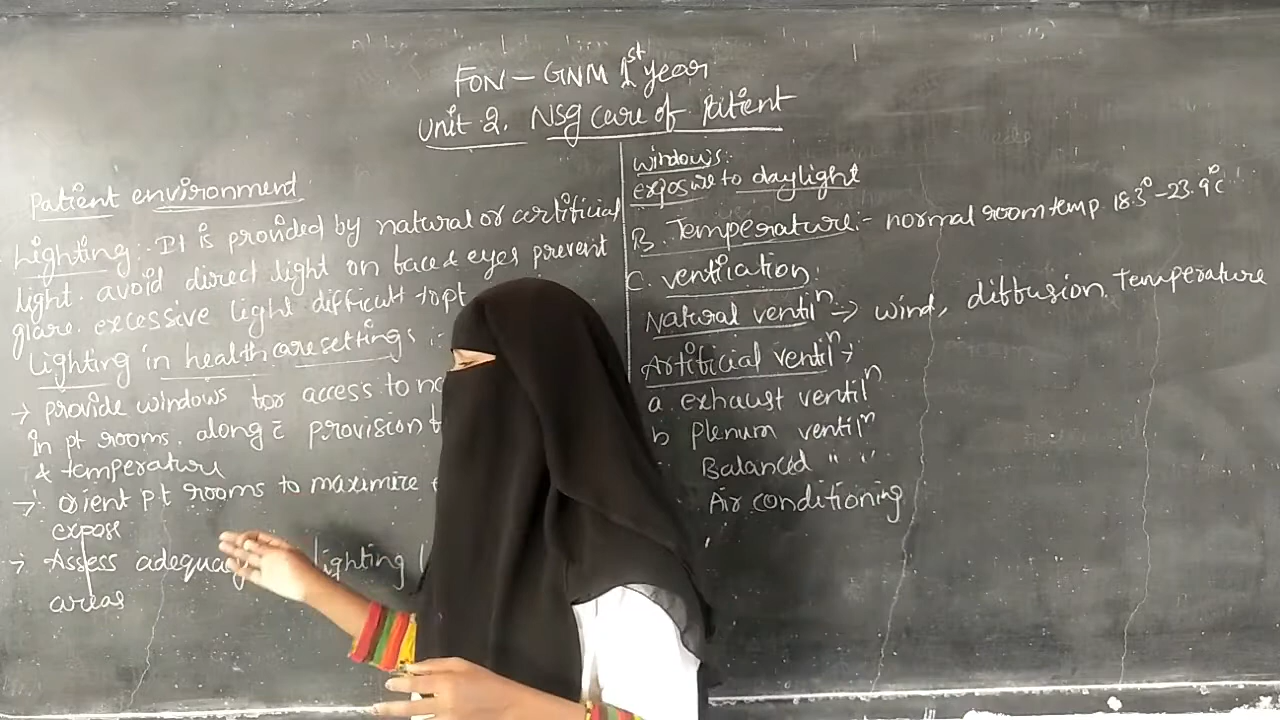 FON - GNM 1st year
Unit 2. NSg care of Patient
Patient environment
Lighting :- It is provided by natural or artificial
light. avoid direct light on face & eyes prevent
glare. excessive light difficult to pt
Lighting in health care settings :-
→ provide windows for access to
In pt rooms. along c̄ provision
& temperature
→ orient pt rooms to maximize
expose
→ Assess adequacy lighting
areas
windows:
exposure to daylight
B. Temperature :- normal room temp. 18.3° - 23.9°c
C. ventilation:
Natural ventiln → wind, diffusion, Temperature
Artificial ventiln :-
a. exhaust ventiln
b Plenum ventiln
Balanced " "
Air conditioning